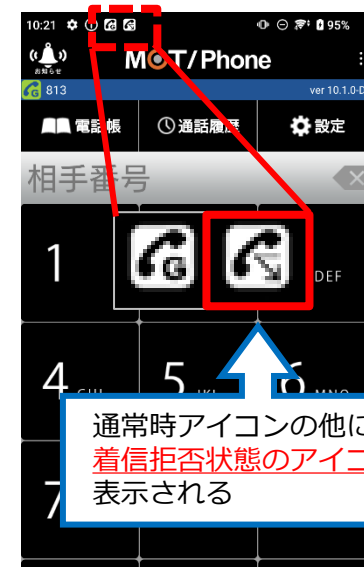 10:21 95%
お知らせ MOT/Phone
813 ver 10.1.0-D
電話帳 通話履歴 設定
相手番号
1 DEF
4 5 6
通常時アイコンの他に
着信拒否状態のアイコ
7 表示される